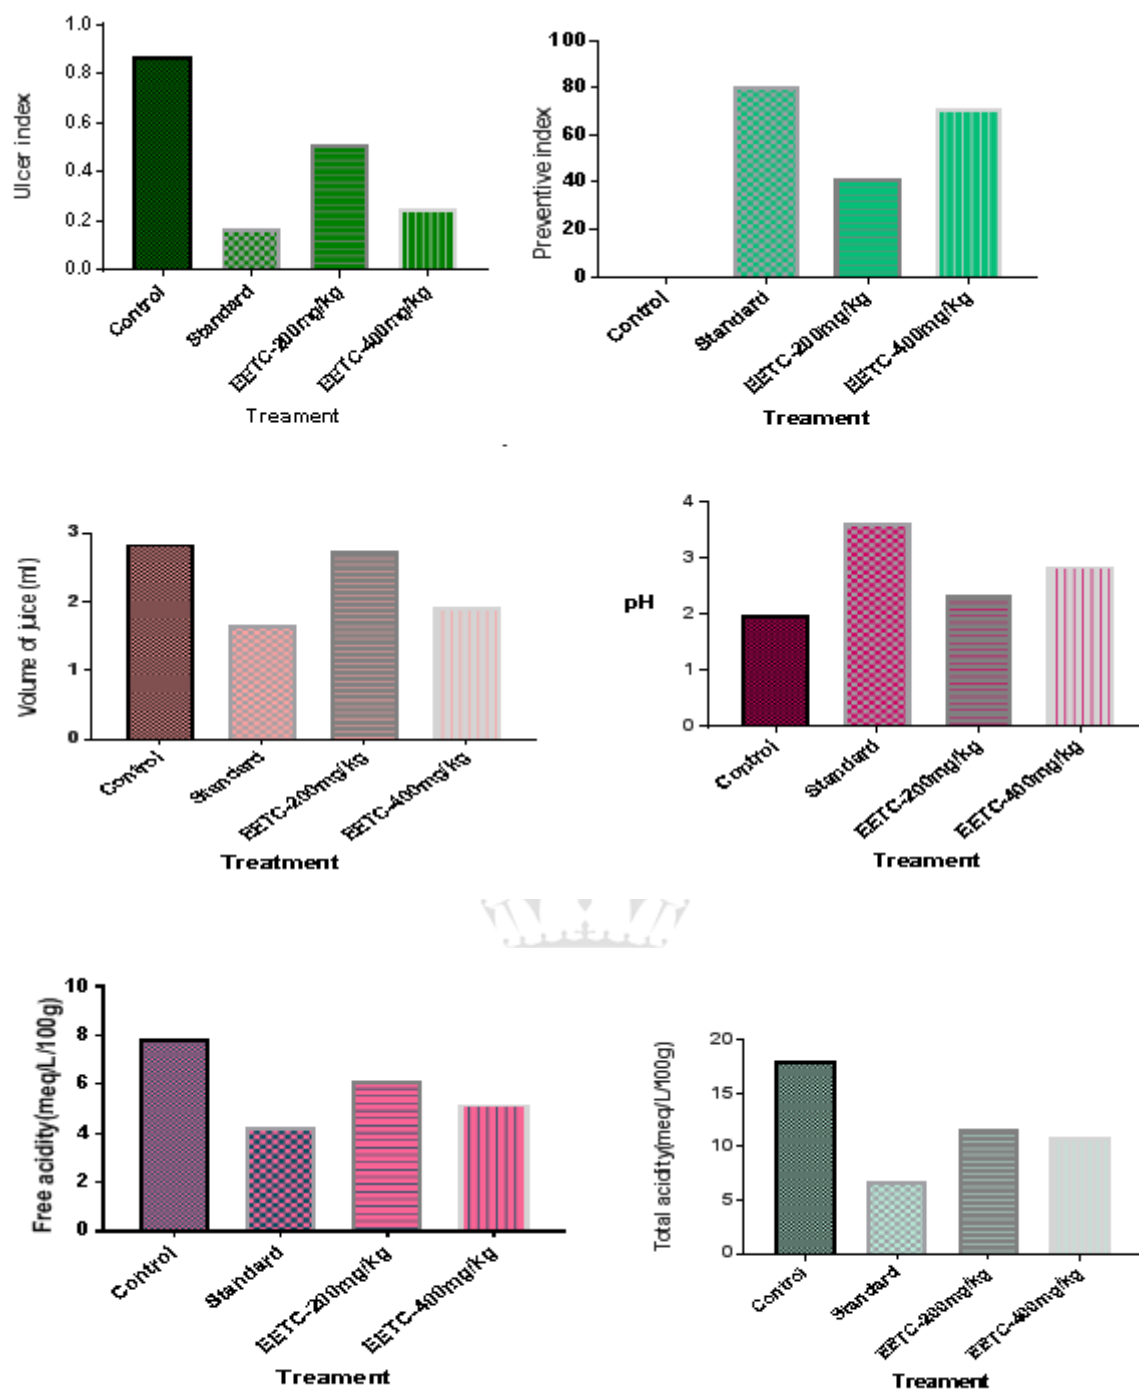 Ulcer index
1.0
0.8
0.6
0.4
0.2
0.0
Control
Standard
EETC-200mg/kg
EETC-400mg/kg
Treament
Preventive index
100
80
60
40
20
0
Control
Standard
EETC-200mg/kg
EETC-400mg/kg
Treament
Volume of juice (ml)
3
2
1
0
Control
Standard
EETC-200mg/kg
EETC-400mg/kg
Treatment
pH
4
3
2
1
0
Control
Standard
EETC-200mg/kg
EETC-400mg/kg
Treament
Free acidity(meq/L/100g)
10
8
6
4
2
0
Control
Standard
EETC-200mg/Kg
EETC-400mg/Kg
Treament
Total acidity(meq/L/100g)
20
15
10
5
0
Control
Standard
EETC-200mg/kg
EETC-400mg/kg
Treament